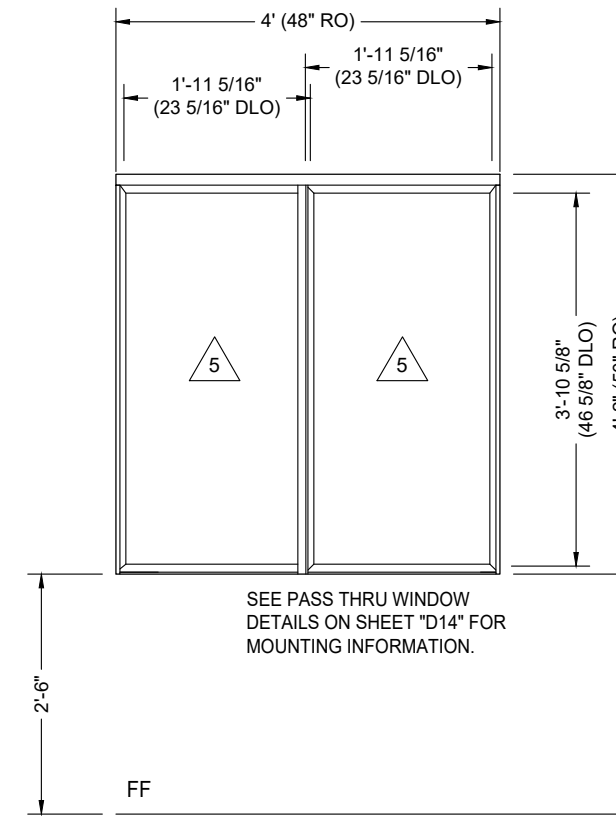 4' (48" RO)
1'-11 5/16"
(23 5/16" DLO)
1'-11 5/16"
(23 5/16" DLO)
5
5
3'-10 5/8"
(46 5/8" DLO)
SEE PASS THRU WINDOW
DETAILS ON SHEET "D14" FOR
MOUNTING INFORMATION.
2'-6"
FF